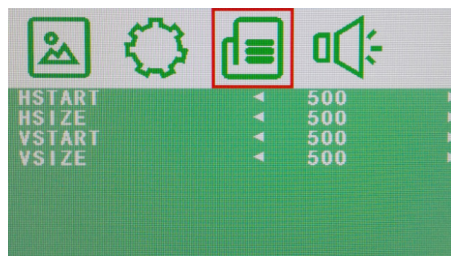 HSTART ◄ 500 ►
HSIZE ◄ 500 ►
VSTART ◄ 500 ►
VSIZE ◄ 500 ►